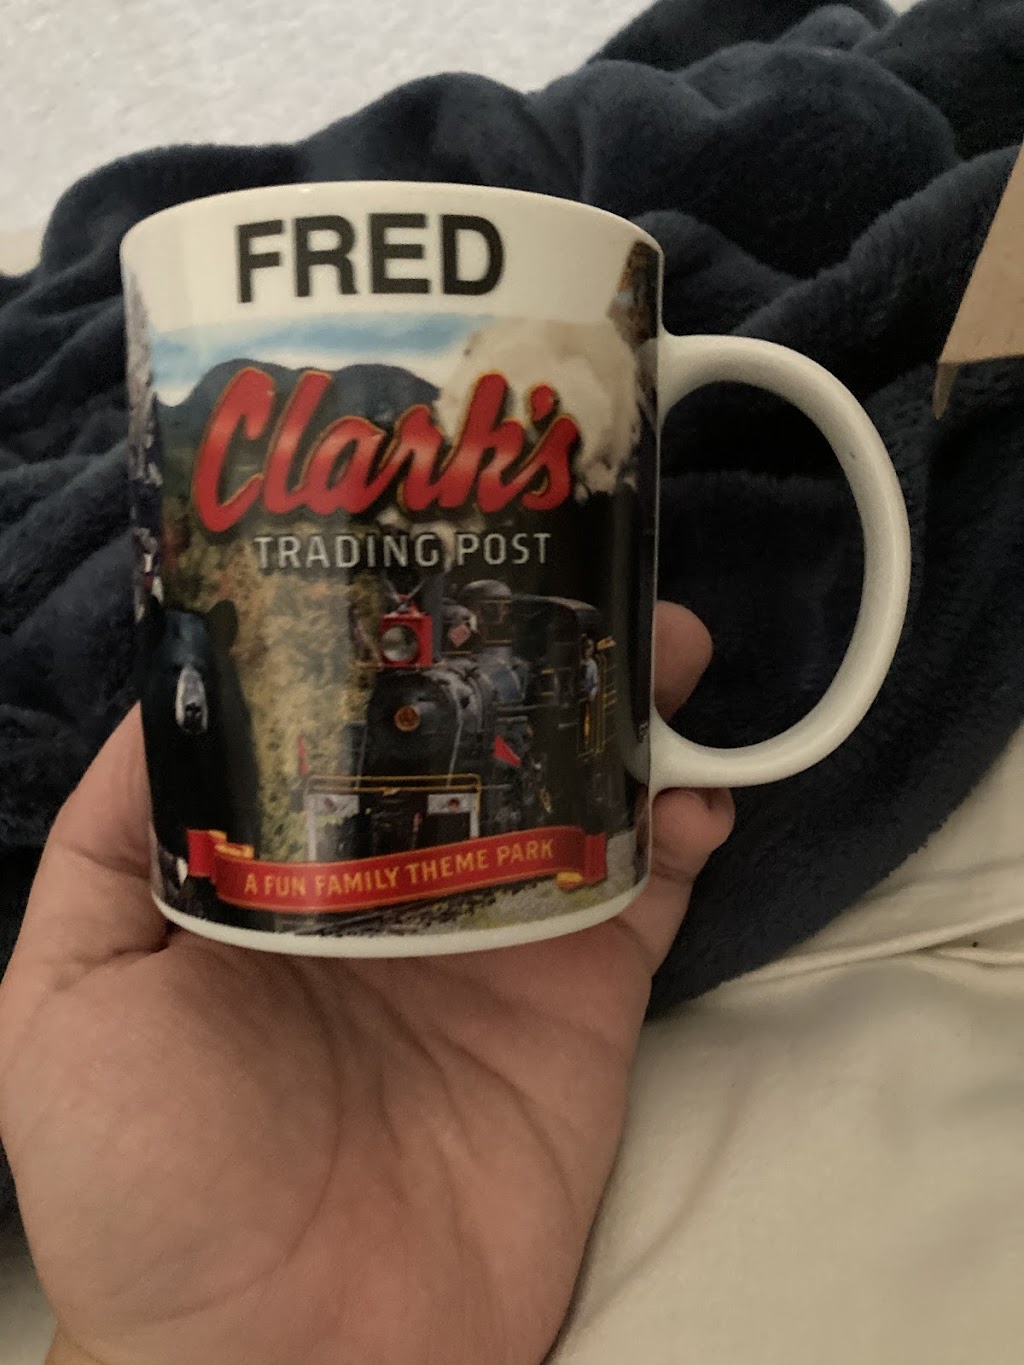 FRED
Clark's
TRADING POST
A FUN FAMILY THEME PARK